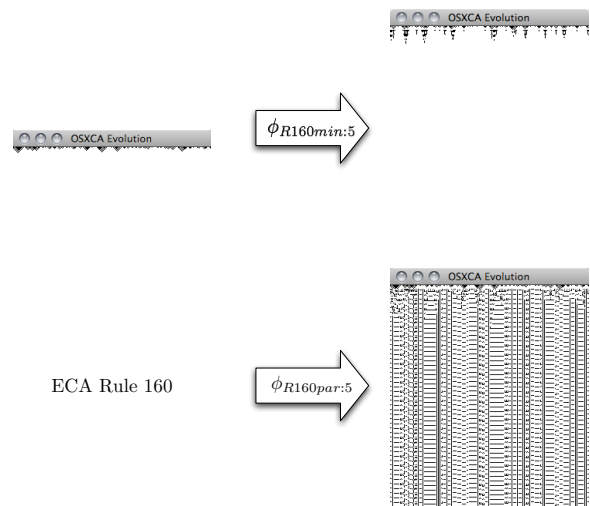 OSXCA Evolution
OSXCA Evolution
ϕR160min:5
OSXCA Evolution
ECA Rule 160
ϕR160par:5